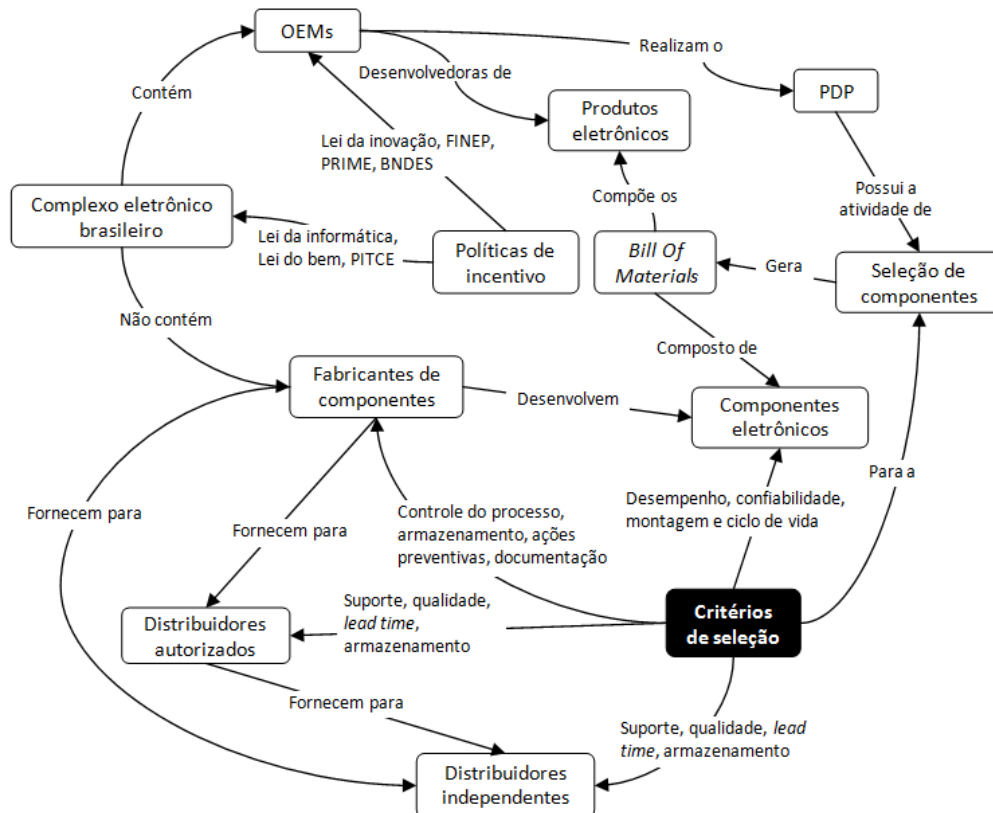 OEMs
Realizam o
Desenvolvedoras de
Contém
PDP
Produtos
eletrônicos
Lei da inovação, FINEP,
PRIME, BNDES
Possui a
atividade de
Complexo eletrônico
brasileiro
Compõe os
Lei da informática,
Lei do bem, PITCE
Políticas de
incentivo
Bill Of
Materials
Gera
Seleção de
componentes
Não contém
Composto de
Fabricantes de
componentes
Desenvolvem
Componentes
eletrônicos
Para a
Fornecem para
Controle do processo,
armazenamento, ações
preventivas, documentação
Desempenho, confiabilidade,
montagem e ciclo de vida
Fornecem para
Suporte, qualidade,
lead time,
armazenamento
Critérios
de seleção
Distribuidores
autorizados
Fornecem para
Suporte, qualidade, lead
time, armazenamento
Distribuidores
independentes